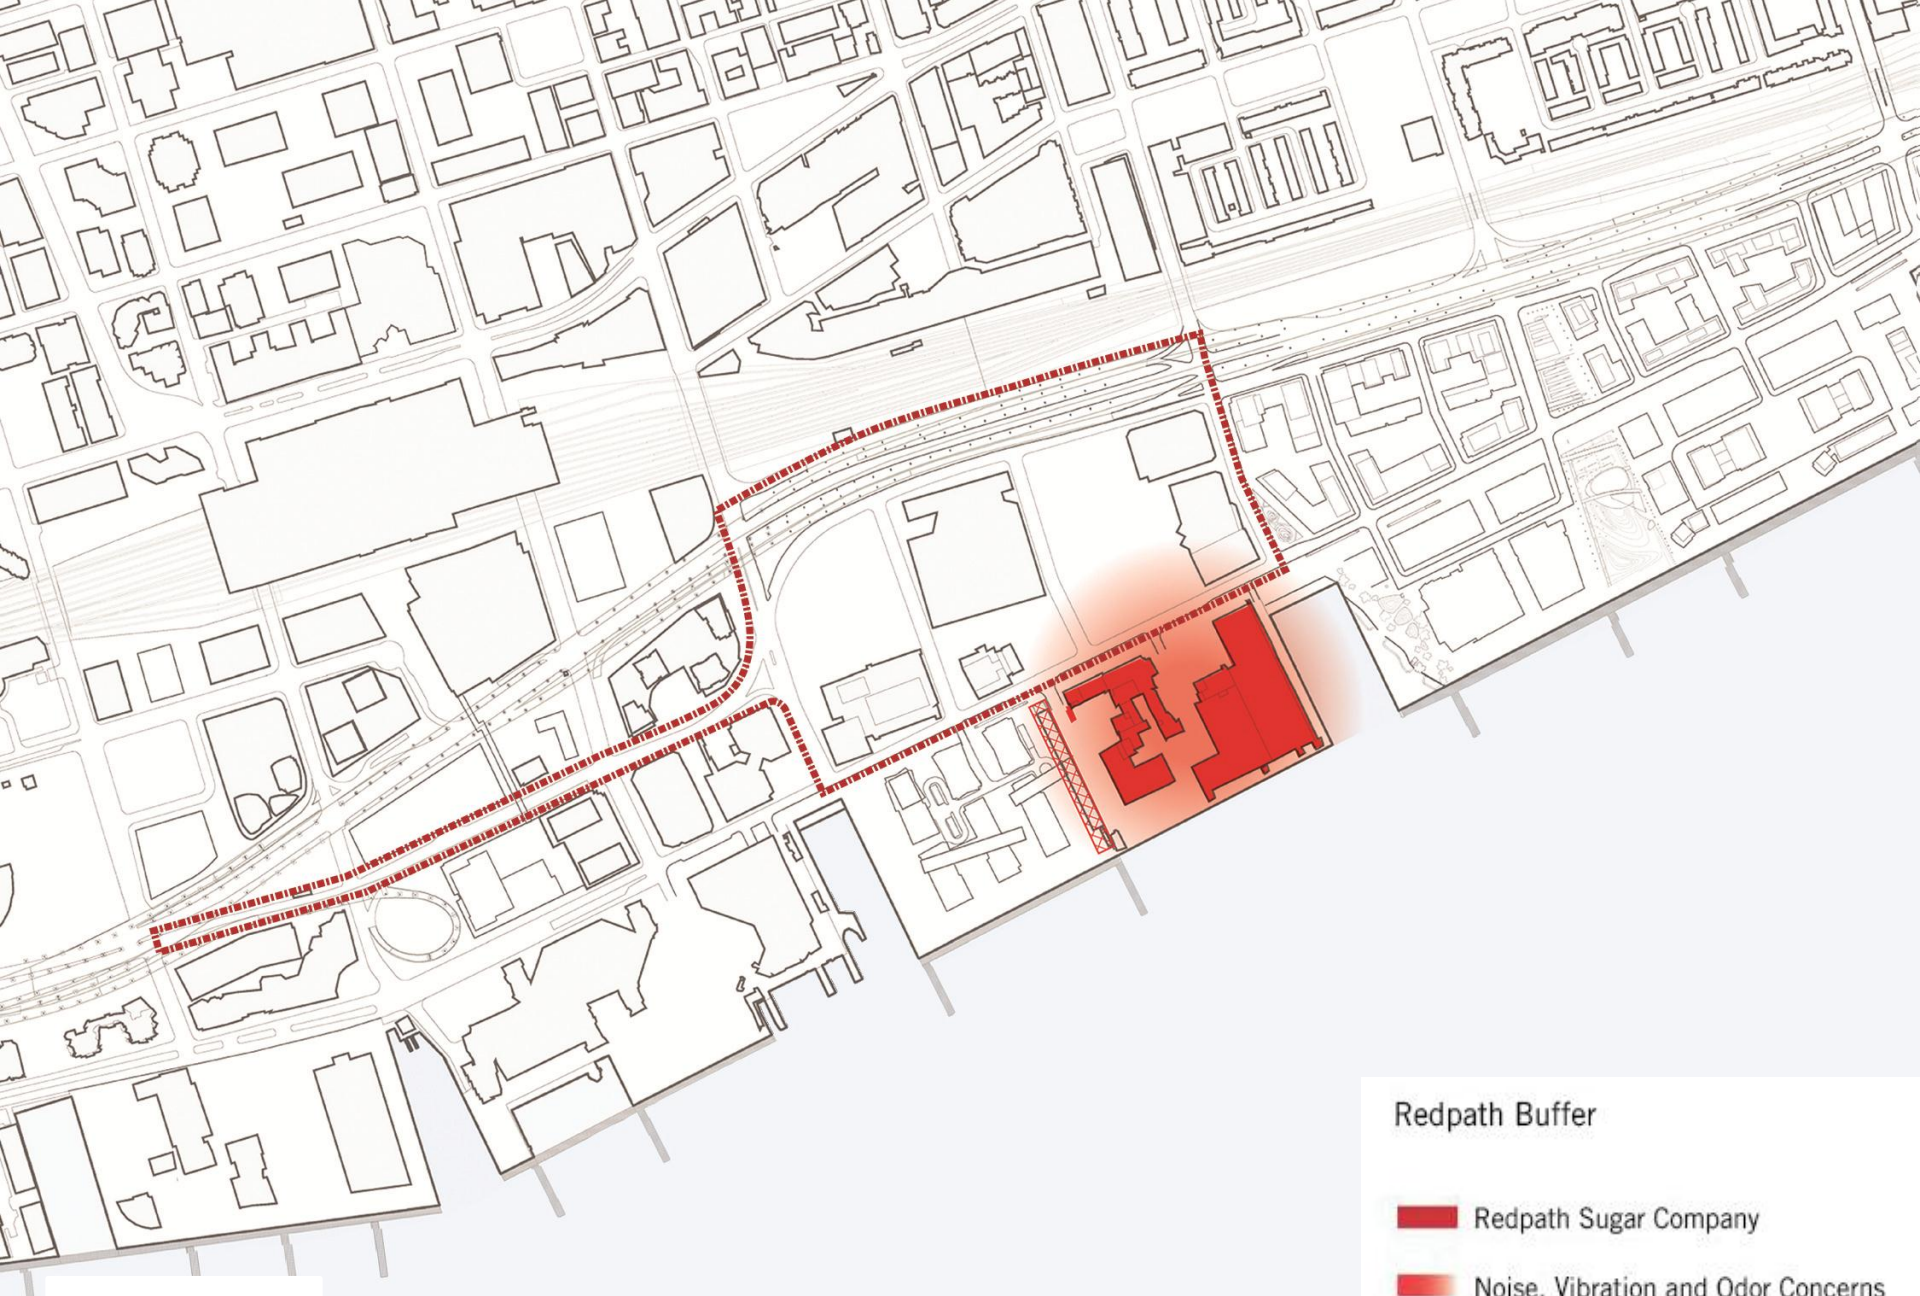 Redpath Buffer
Redpath Sugar Company
Noise, Vibration and Odor Concerns